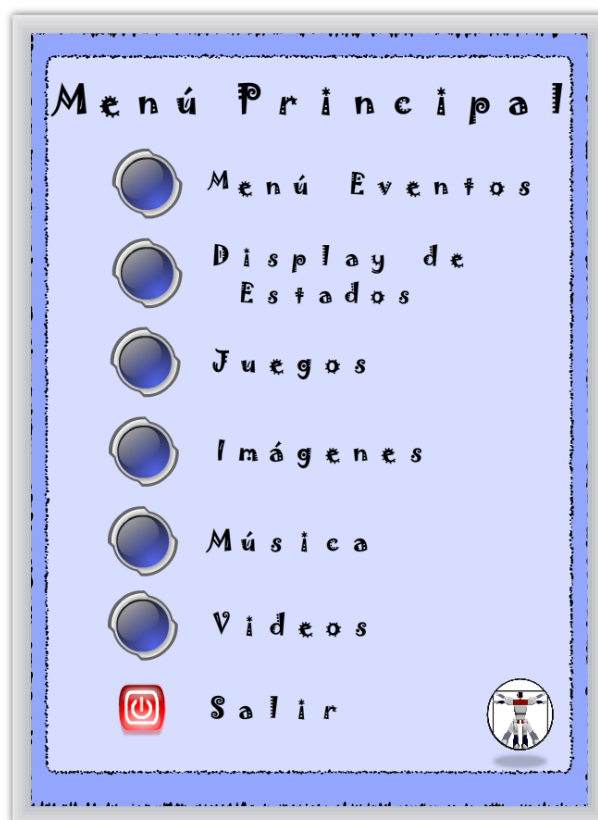 Menú Principal
Menú Eventos
Display de
Estados
Juegos
Imágenes
Música
Videos
Salir